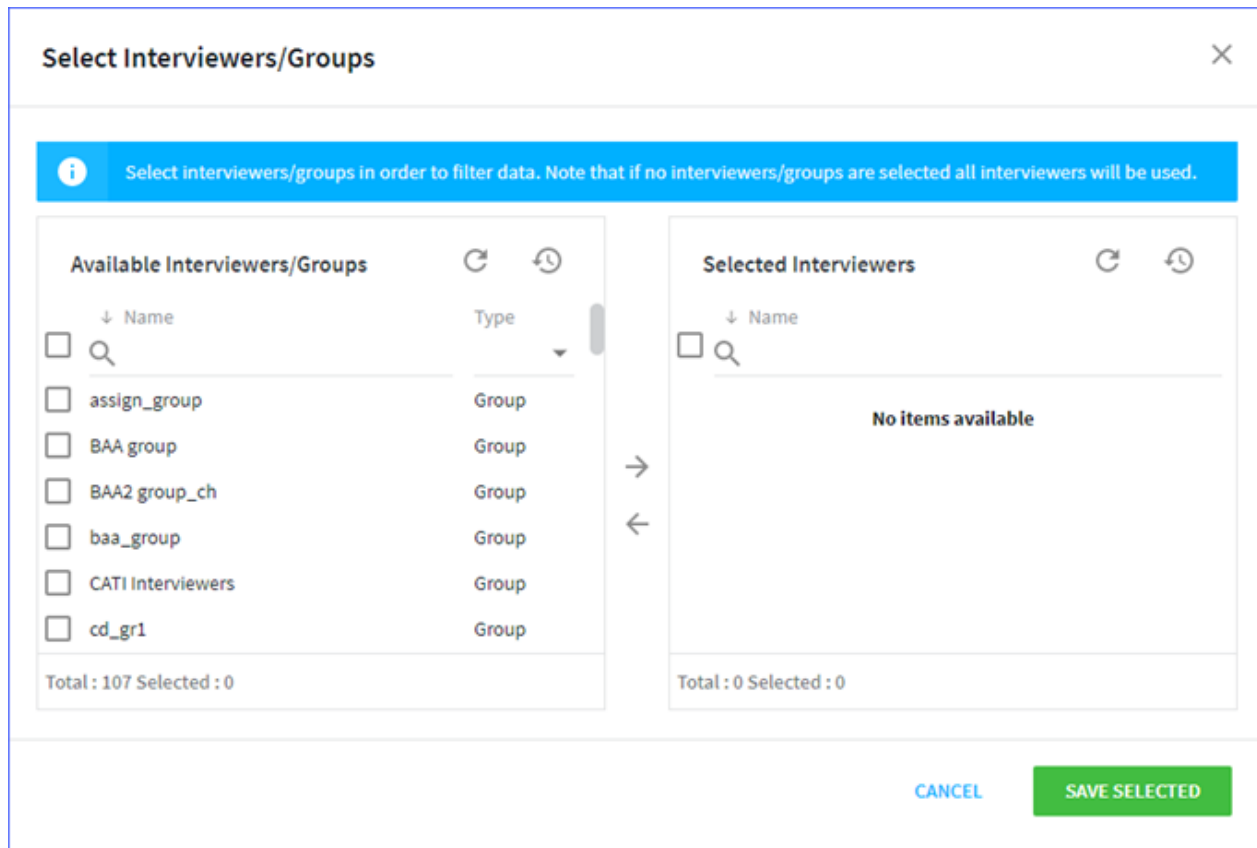 Select Interviewers/Groups
Select interviewers/groups in order to filter data. Note that if no interviewers/groups are selected all interviewers will be used.
Available Interviewers/Groups
↓ Name Type
assign_group Group
BAA group Group
BAA2 group_ch Group
baa_group Group
CATI Interviewers Group
cd_gr1 Group
Total : 107 Selected : 0
Selected Interviewers
↓ Name
No items available
Total : 0 Selected : 0
CANCEL SAVE SELECTED